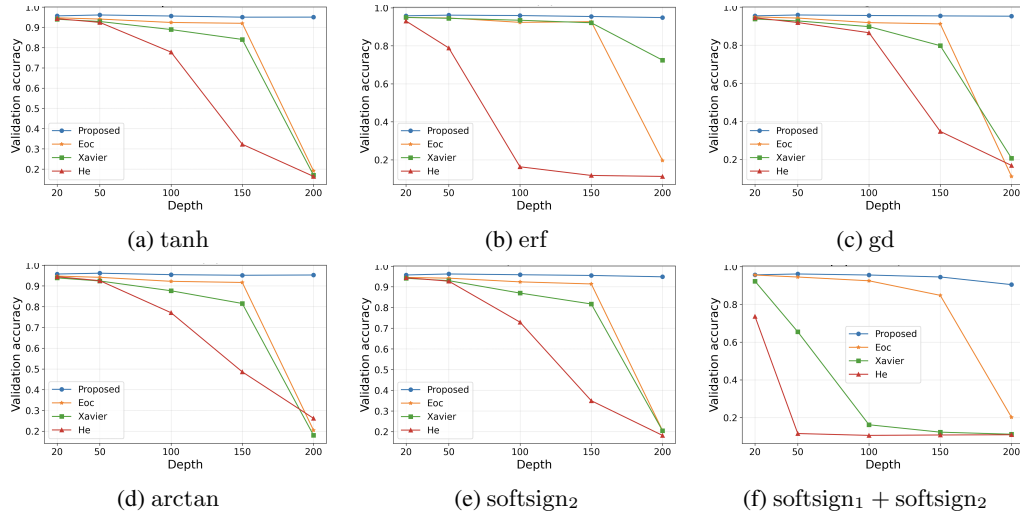 1.0
0.9
0.8
0.7
0.6
0.5
0.4
0.3
0.2
Validation accuracy
Proposed
Eoc
Xavier
He
20 50 100 150 200
Depth
(a) tanh
1.0
0.8
0.6
0.4
0.2
Validation accuracy
Proposed
Eoc
Xavier
He
20 50 100 150 200
Depth
(b) erf
1.0
0.9
0.8
0.7
0.6
0.5
0.4
0.3
0.2
Validation accuracy
Proposed
Eoc
Xavier
He
20 50 100 150 200
Depth
(c) gd
1.0
0.9
0.8
0.7
0.6
0.5
0.4
0.3
0.2
Validation accuracy
Proposed
Eoc
Xavier
He
20 50 100 150 200
Depth
(d) arctan
1.0
0.9
0.8
0.7
0.6
0.5
0.4
0.3
0.2
Validation accuracy
Proposed
Eoc
Xavier
He
20 50 100 150 200
Depth
(e) softsign₂
1.0
0.8
0.6
0.4
0.2
Validation accuracy
Proposed
Eoc
Xavier
He
20 50 100 150 200
Depth
(f) softsign₁ + softsign₂